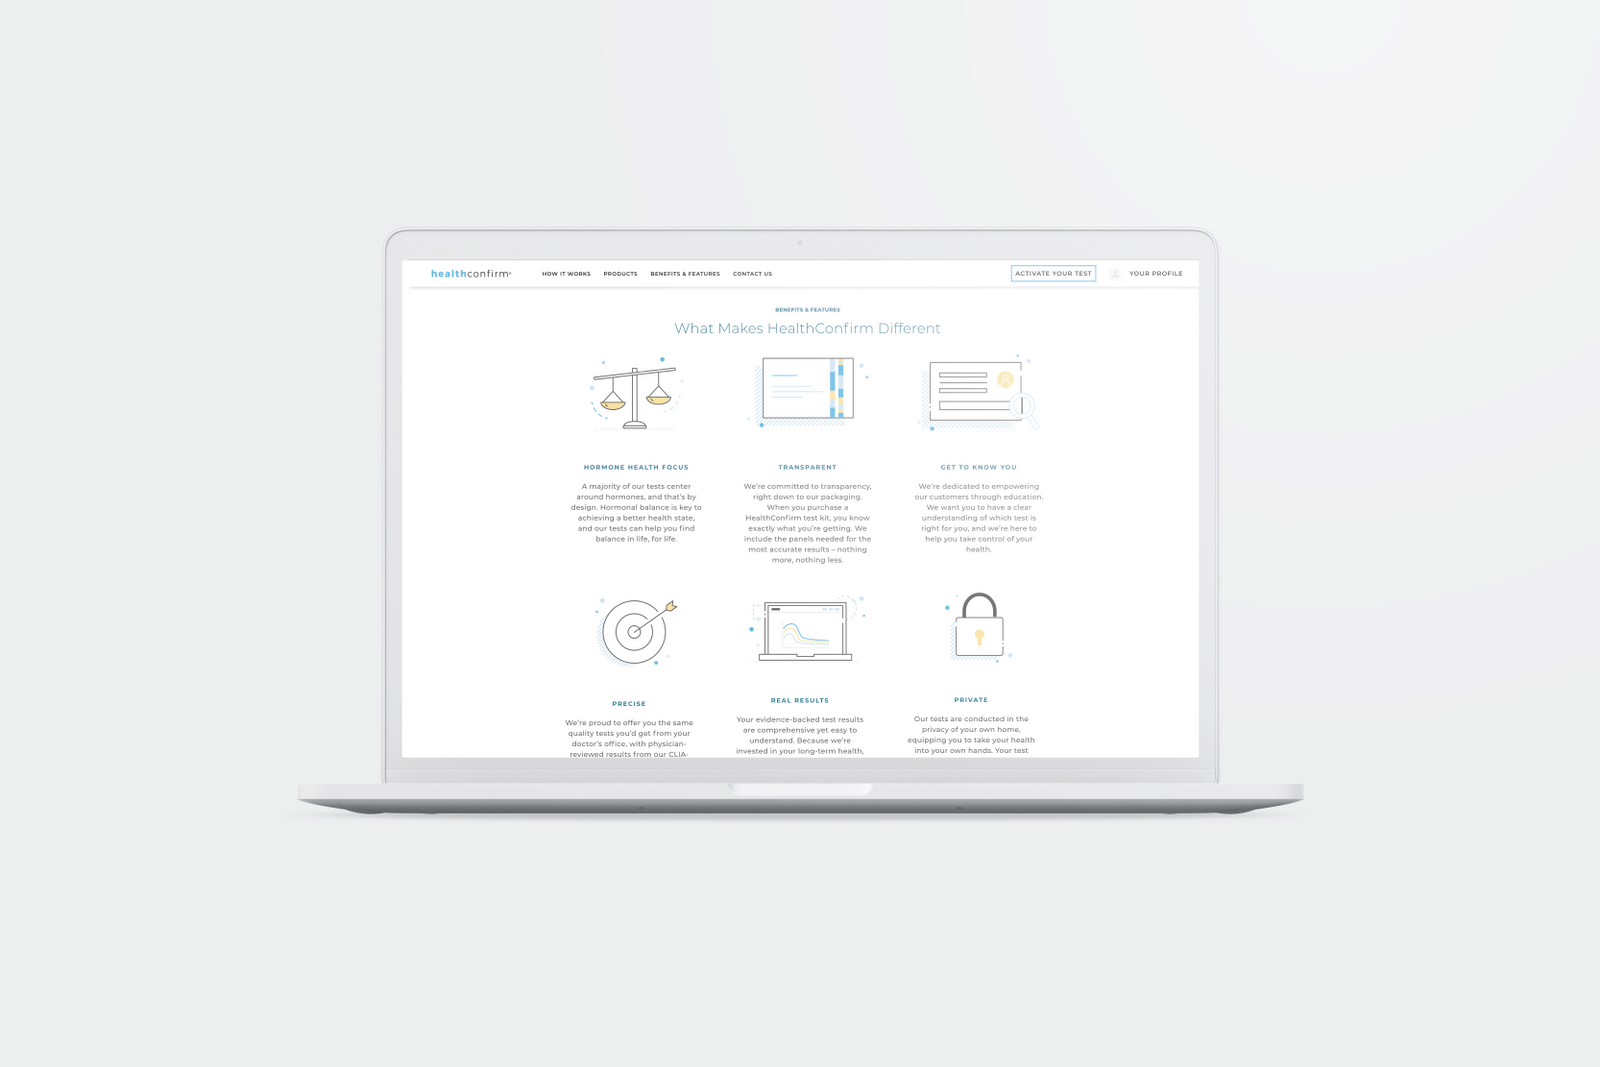 healthconfirm®
HOW IT WORKS PRODUCTS BENEFITS & FEATURES CONTACT US
ACTIVATE YOUR TEST
YOUR PROFILE
BENEFITS & FEATURES
What Makes HealthConfirm Different
HORMONE HEALTH FOCUS
A majority of our tests center
around hormones, and that's by
design. Hormonal balance is key to
achieving a better health state,
and our tests can help you find
balance in life, for life.
TRANSPARENT
We're committed to transparency,
right down to our packaging.
When you purchase a
HealthConfirm test kit, you know
exactly what you're getting. We
include the panels needed for the
most accurate results – nothing
more, nothing less.
GET TO KNOW YOU
We're dedicated to empowering
our customers through education.
We want you to have a clear
understanding of which test is
right for you, and we're here to
help you take control of your
health.
PRECISE
We're proud to offer you the same
quality tests you'd get from your
doctor's office, with physician-
reviewed results from our CLIA-
REAL RESULTS
Your evidence-backed test results
are comprehensive yet easy to
understand. Because we're
invested in your long-term health,
PRIVATE
Our tests are conducted in the
privacy of your own home,
equipping you to take your health
into your own hands. Your test